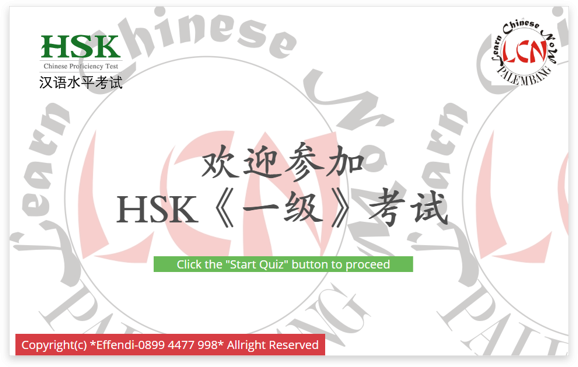 HSK
Chinese Proficiency Test
汉语水平考试
Learn Chinese NoW
LCN
PALEMBANG
欢迎参加
HSK《一级》考试
Click the "Start Quiz" button to proceed
Copyright(c) *Effendi-0899 4477 998* Allright Reserved